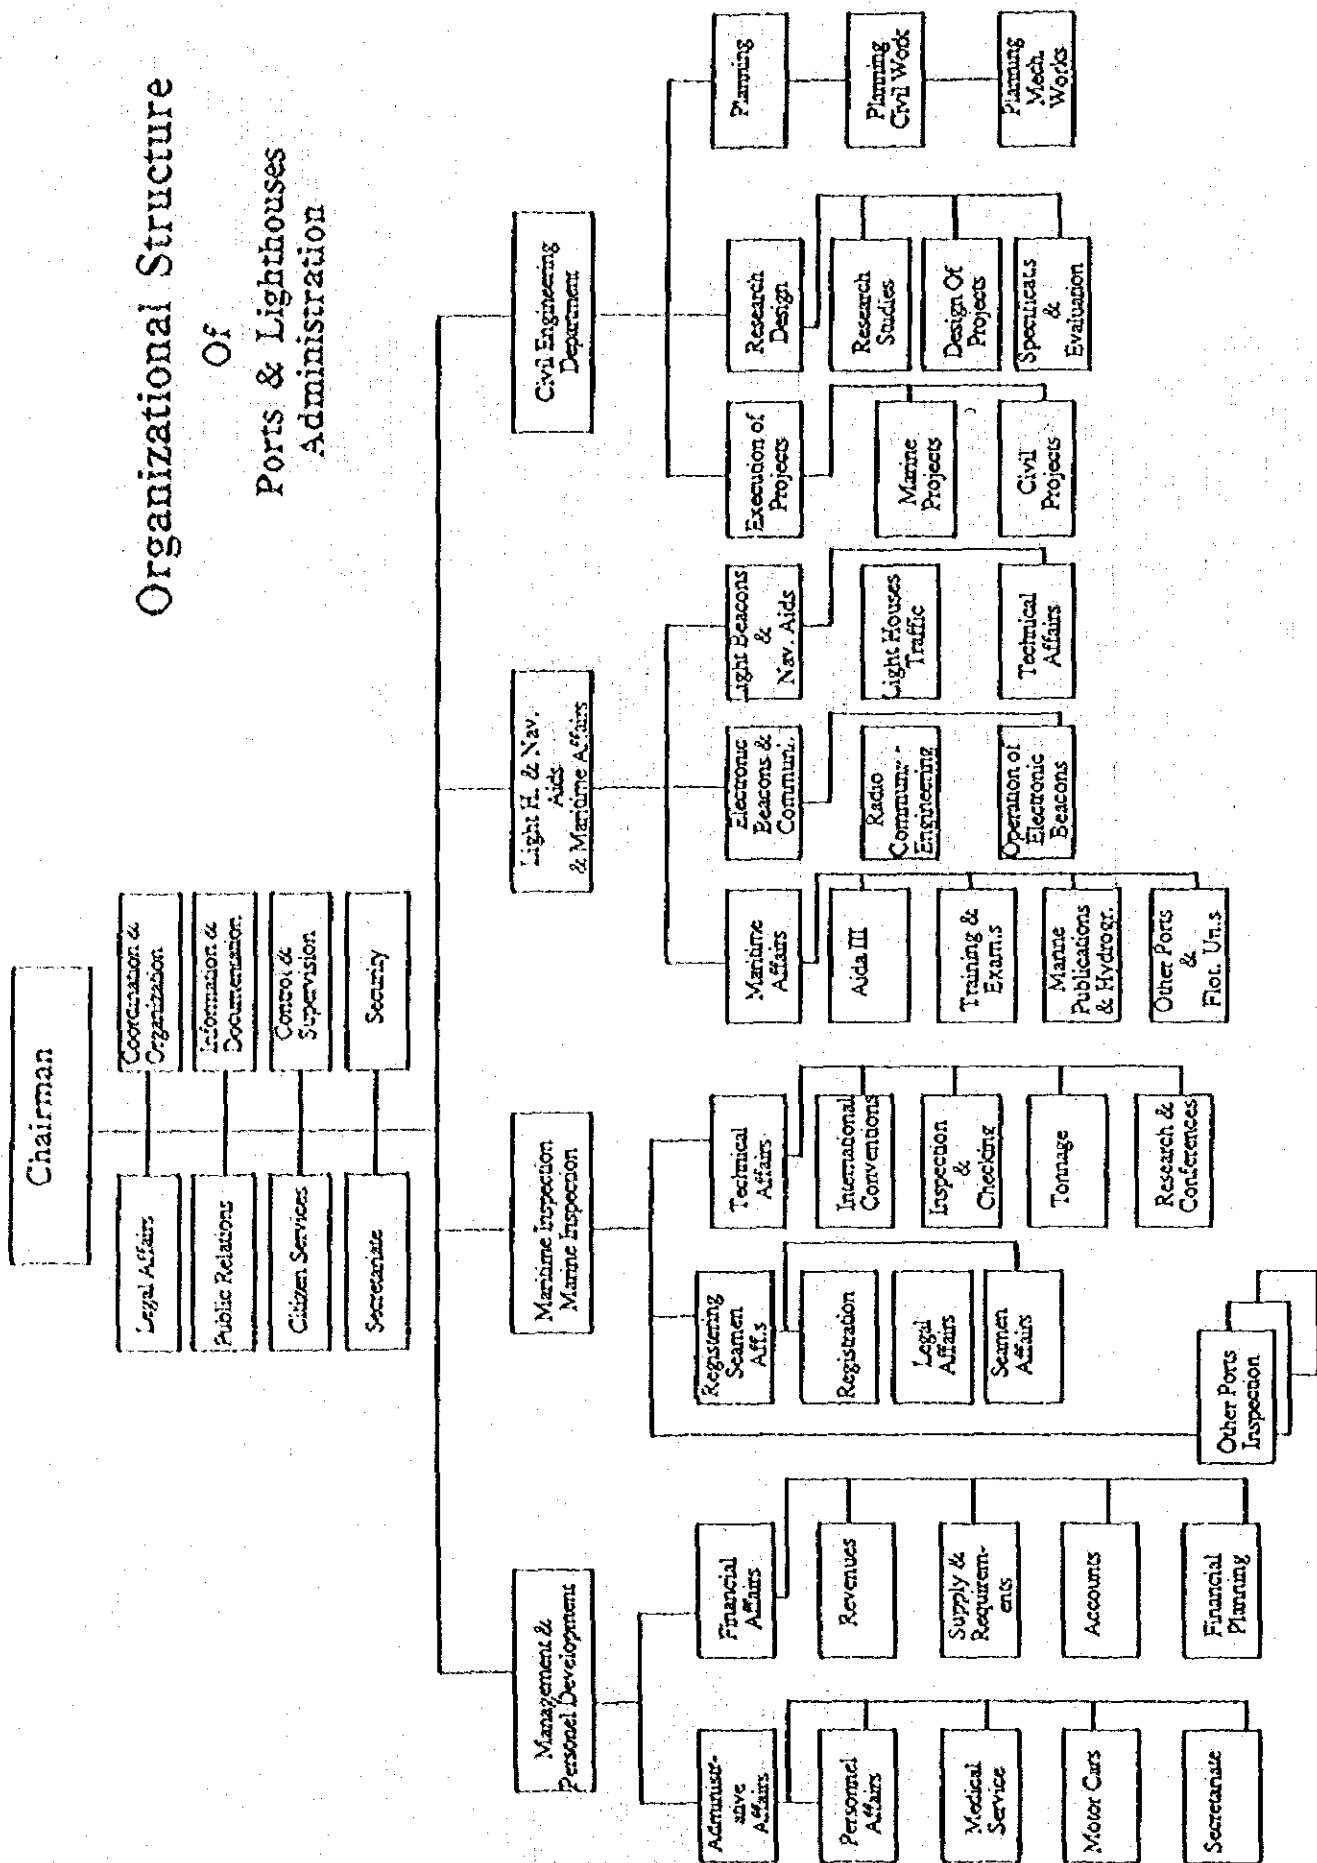 Organizational Structure
Of
Ports & Lighthouses
Administration
Chairman
Legal Affairs
Coordination &
Organization
Public Relations
Information &
Documentation
Citizen Services
Control &
Supervision
Secretariate
Security
Management &
Personel Development
Maritime Inspection
Marine Inspection
Light H. & Nav.
Aids
& Maritime Affairs
Civil Engineering
Department
Administr-
ative
Affairs
Personnel
Affairs
Medical
Service
Motor Cars
Secretariate
Financial
Affairs
Revenues
Supply &
Requirem-
ents
Accounts
Financial
Planning
Registering
Seamen
Aff.s
Registration
Legal
Affairs
Seamen
Affairs
Other Ports
Inspection
Technical
Affairs
International
Conventions
Inspection
&
Checking
Tonnage
Research &
Conferences
Maritime
Affairs
Aida III
Training &
Exam.s
Marine
Publications
& Hydrogr.
Other Ports
&
Flot. Un.s
Electronic
Beacons &
Communi.
Radio
Communi-
Engineering
Operation of
Electronic
Beacons
Light Beacons
&
Nav. Aids
Light Houses
Traffic
Technical
Affairs
Execution of
Projects
Marine
Projects
Civil
Projects
Research
Design
Research
Studies
Design Of
Projects
Specificat.s
&
Evaluation
Planning
Planning
Civil Work
Planning
Mech.
Works